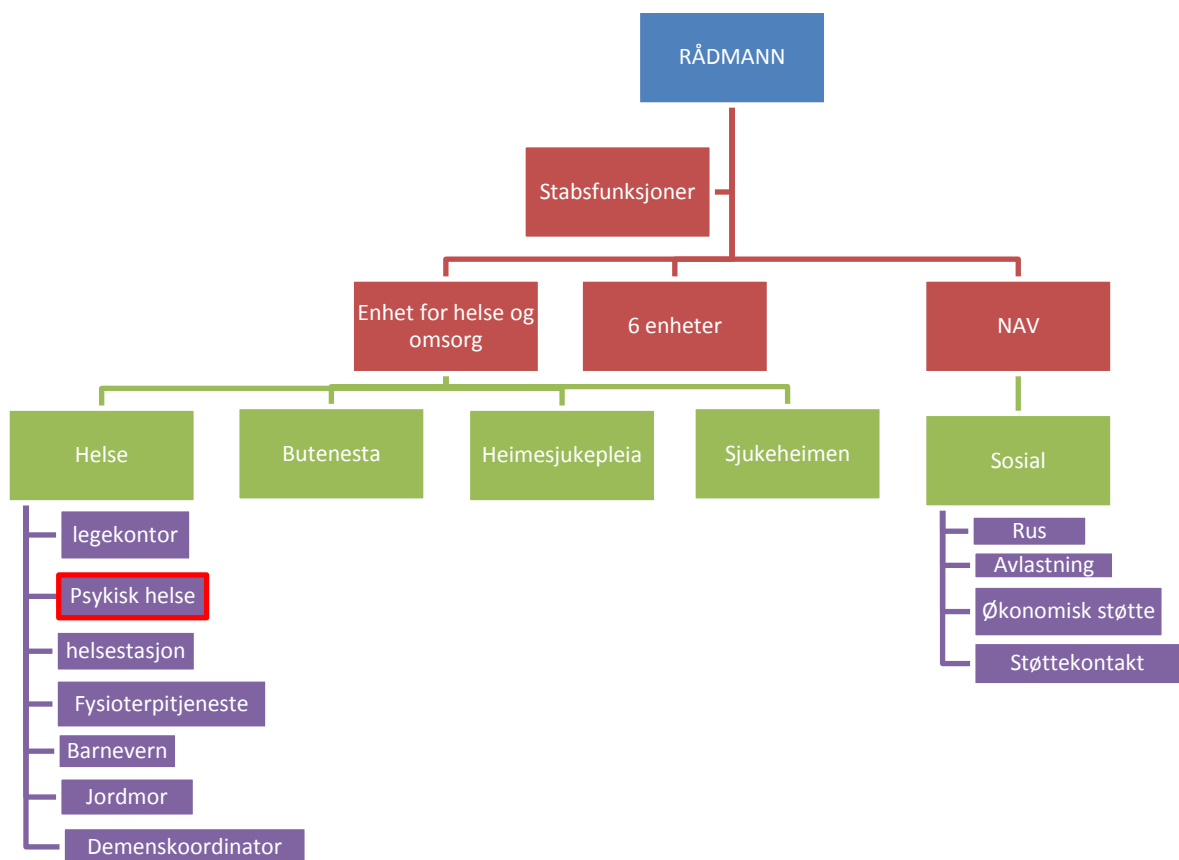 RÅDMANN
Stabsfunksjoner
Enhet for helse og
omsorg
6 enheter
NAV
Helse
Butenesta
Heimesjukepleia
Sjukeheimen
Sosial
legekontor
Psykisk helse
helsestasjon
Fysioterpitjeneste
Barnevern
Jordmor
Demenskoordinator
Rus
Avlastning
Økonomisk støtte
Støttekontakt